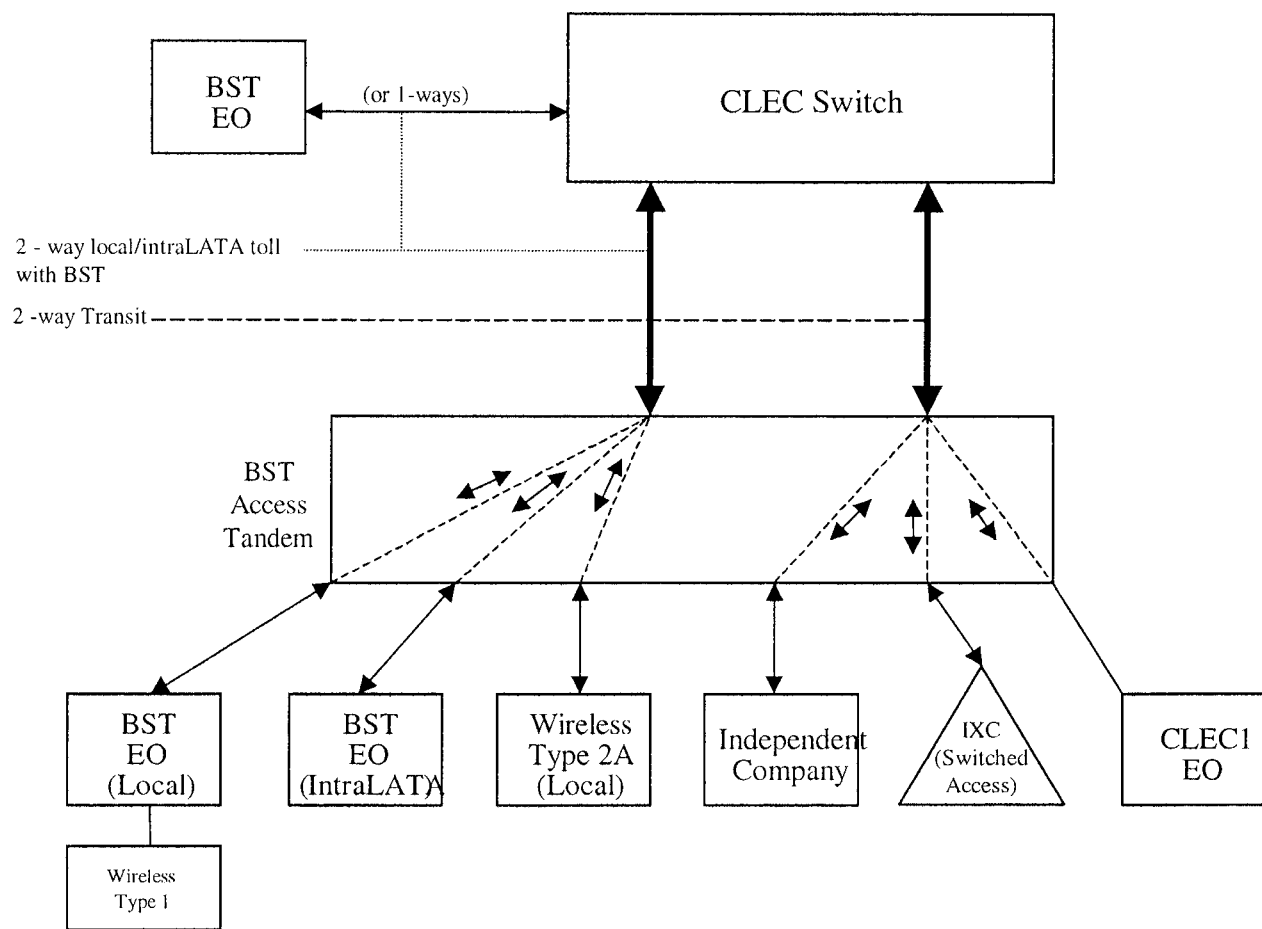 BST
EO
(or 1-ways)
CLEC Switch
2 - way local/intraLATA toll
with BST
2 -way Transit
BST
Access
Tandem
BST
EO
(Local)
BST
EO
(IntraLATA)
Wireless
Type 2A
(Local)
Independent
Company
IXC
(Switched
Access)
CLEC1
EO
Wireless
Type 1